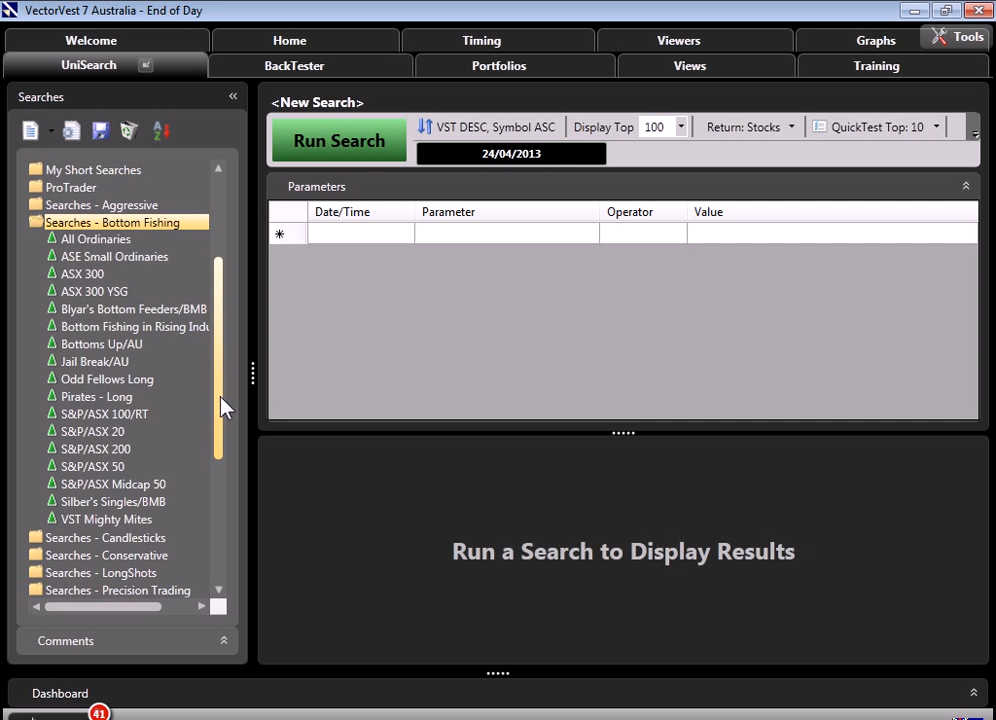 VectorVest 7 Australia - End of Day
Welcome
Home
Timing
Viewers
Graphs
Tools
UniSearch
BackTester
Portfolios
Views
Training
Searches
<New Search>
Run Search
VST DESC, Symbol ASC
Display Top
100
Return: Stocks
QuickTest Top: 10
24/04/2013
My Short Searches
ProTrader
Searches - Aggressive
Searches - Bottom Fishing
All Ordinaries
ASE Small Ordinaries
ASX 300
ASX 300 YSG
Blyar's Bottom Feeders/BMB
Bottom Fishing in Rising Indu
Bottoms Up/AU
Jail Break/AU
Odd Fellows Long
Pirates - Long
S&P/ASX 100/RT
S&P/ASX 20
S&P/ASX 200
S&P/ASX 50
S&P/ASX Midcap 50
Silber's Singles/BMB
VST Mighty Mites
Searches - Candlesticks
Searches - Conservative
Searches - LongShots
Searches - Precision Trading
Comments
Parameters
Date/Time
Parameter
Operator
Value
Run a Search to Display Results
Dashboard
41